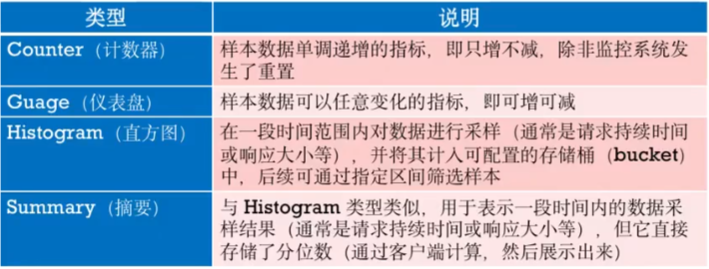 类型
说明
Counter（计数器）
样本数据单调递增的指标，即只增不减，除非监控系统发
生了重置
Guage（仪表盘）
样本数据可以任意变化的指标，即可增可减
Histogram（直方图）
在一段时间范围内对数据进行采样（通常是请求持续时间
或响应大小等），并将其计入可配置的存储桶（bucket）
中，后续可通过指定区间筛选样本
Summary（摘要）
与 Histogram 类型类似，用于表示一段时间内的数据采
样结果（通常是请求持续时间或响应大小等），但它直接
存储了分位数（通过客户端计算，然后展示出来）